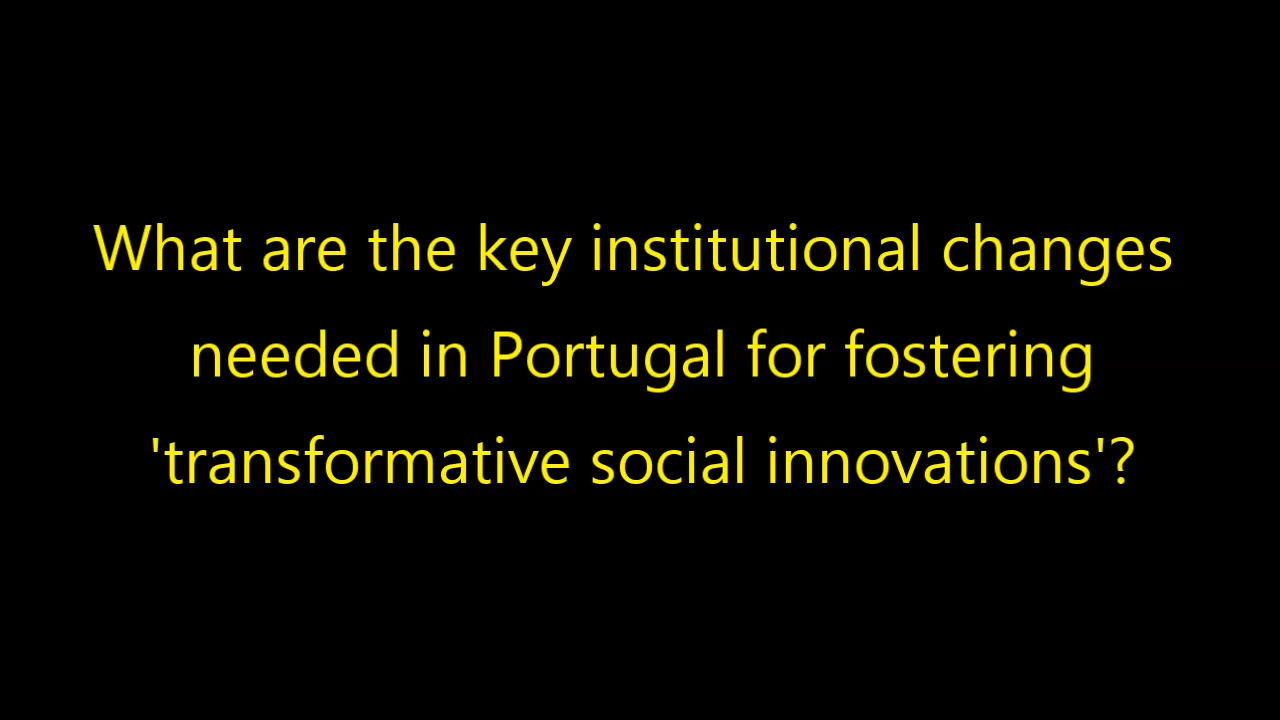 What are the key institutional changes
needed in Portugal for fostering
'transformative social innovations'?